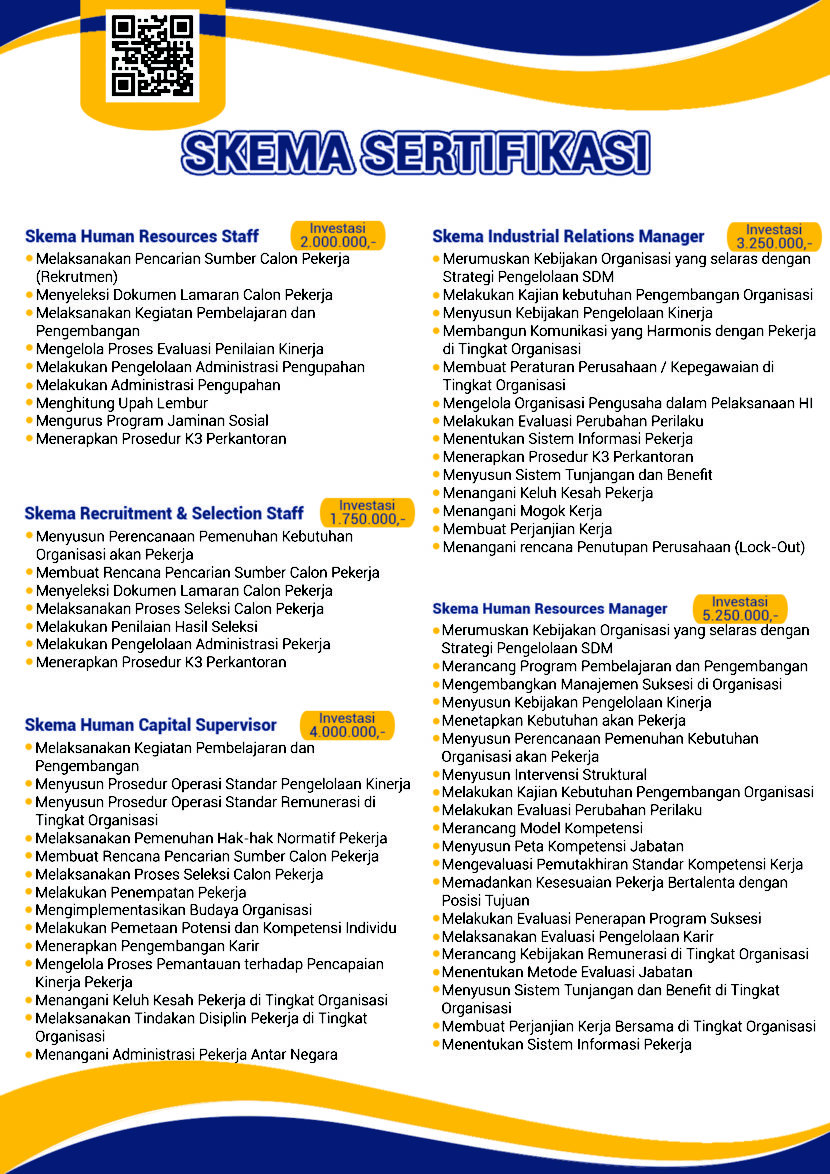 SKEMA SERTIFIKASI
Skema Human Resources Staff
Investasi
2.000.000,-
Melaksanakan Pencarian Sumber Calon Pekerja
(Rekrutmen)
Menyeleksi Dokumen Lamaran Calon Pekerja
Melaksanakan Kegiatan Pembelajaran dan
Pengembangan
Mengelola Proses Evaluasi Penilaian Kinerja
Melakukan Pengelolaan Administrasi Pengupahan
Melakukan Administrasi Pengupahan
Menghitung Upah Lembur
Mengurus Program Jaminan Sosial
Menerapkan Prosedur K3 Perkantoran
Skema Recruitment & Selection Staff
Investasi
1.750.000,-
Menyusun Perencanaan Pemenuhan Kebutuhan
Organisasi akan Pekerja
Membuat Rencana Pencarian Sumber Calon Pekerja
Menyeleksi Dokumen Lamaran Calon Pekerja
Melaksanakan Proses Seleksi Calon Pekerja
Melakukan Penilaian Hasil Seleksi
Melakukan Pengelolaan Administrasi Pekerja
Menerapkan Prosedur K3 Perkantoran
Skema Human Capital Supervisor
Investasi
4.000.000,-
Melaksanakan Kegiatan Pembelajaran dan
Pengembangan
Menyusun Prosedur Operasi Standar Pengelolaan Kinerja
Menyusun Prosedur Operasi Standar Remunerasi di
Tingkat Organisasi
Melaksanakan Pemenuhan Hak-hak Normatif Pekerja
Membuat Rencana Pencarian Sumber Calon Pekerja
Melaksanakan Proses Seleksi Calon Pekerja
Melakukan Penempatan Pekerja
Mengimplementasikan Budaya Organisasi
Melakukan Pemetaan Potensi dan Kompetensi Individu
Menerapkan Pengembangan Karir
Mengelola Proses Pemantauan terhadap Pencapaian
Kinerja Pekerja
Menangani Keluh Kesah Pekerja di Tingkat Organisasi
Melaksanakan Tindakan Disiplin Pekerja di Tingkat
Organisasi
Menangani Administrasi Pekerja Antar Negara
Skema Industrial Relations Manager
Investasi
3.250.000,-
Merumuskan Kebijakan Organisasi yang selaras dengan
Strategi Pengelolaan SDM
Melakukan Kajian kebutuhan Pengembangan Organisasi
Menyusun Kebijakan Pengelolaan Kinerja
Membangun Komunikasi yang Harmonis dengan Pekerja
di Tingkat Organisasi
Membuat Peraturan Perusahaan / Kepegawaian di
Tingkat Organisasi
Mengelola Organisasi Pengusaha dalam Pelaksanaan HI
Melakukan Evaluasi Perubahan Perilaku
Menentukan Sistem Informasi Pekerja
Menerapkan Prosedur K3 Perkantoran
Menyusun Sistem Tunjangan dan Benefit
Menangani Keluh Kesah Pekerja
Menangani Mogok Kerja
Membuat Perjanjian Kerja
Menangani rencana Penutupan Perusahaan (Lock-Out)
Skema Human Resources Manager
Investasi
5.250.000,-
Merumuskan Kebijakan Organisasi yang selaras dengan
Strategi Pengelolaan SDM
Merancang Program Pembelajaran dan Pengembangan
Mengembangkan Manajemen Suksesi di Organisasi
Menyusun Kebijakan Pengelolaan Kinerja
Menetapkan Kebutuhan akan Pekerja
Menyusun Perencanaan Pemenuhan Kebutuhan
Organisasi akan Pekerja
Menyusun Intervensi Struktural
Melakukan Kajian Kebutuhan Pengembangan Organisasi
Melakukan Evaluasi Perubahan Perilaku
Merancang Model Kompetensi
Menyusun Peta Kompetensi Jabatan
Mengevaluasi Pemutakhiran Standar Kompetensi Kerja
Memadankan Kesesuaian Pekerja Bertalenta dengan
Posisi Tujuan
Melakukan Evaluasi Penerapan Program Suksesi
Melaksanakan Evaluasi Pengelolaan Karir
Merancang Kebijakan Remunerasi di Tingkat Organisasi
Menentukan Metode Evaluasi Jabatan
Menyusun Sistem Tunjangan dan Benefit di Tingkat
Organisasi
Membuat Perjanjian Kerja Bersama di Tingkat Organisasi
Menentukan Sistem Informasi Pekerja